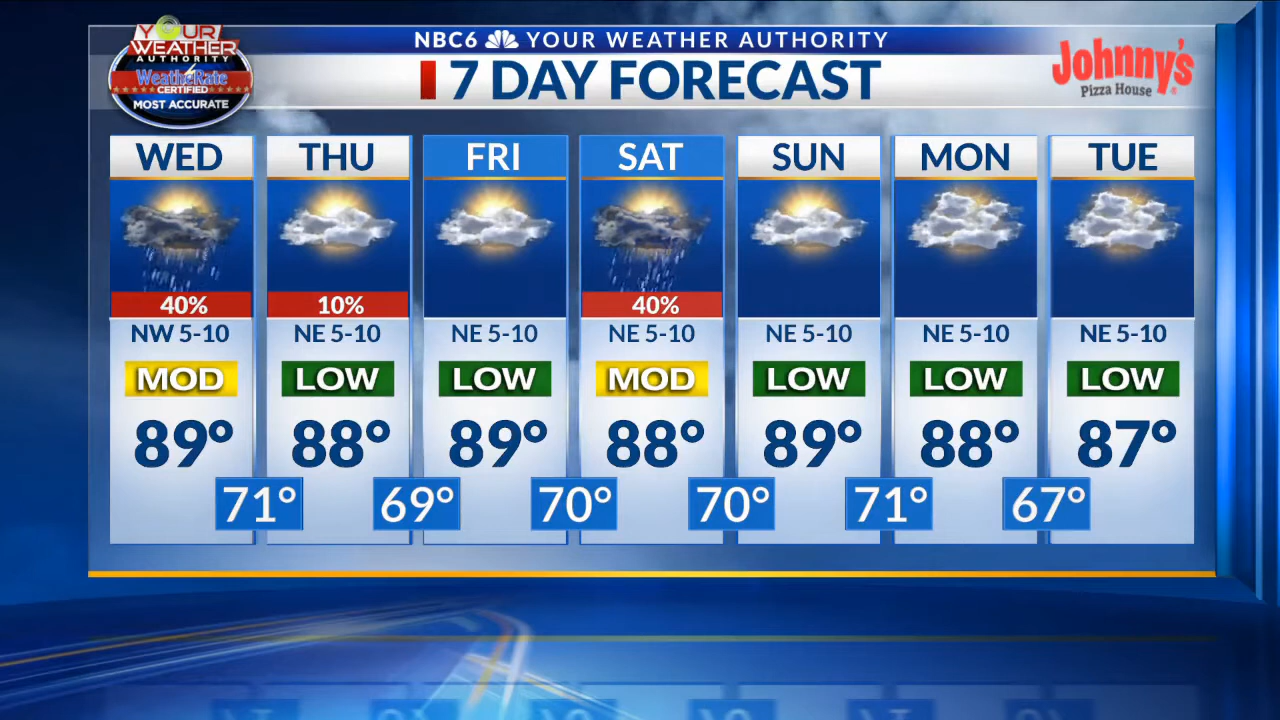 YOUR
WEATHER
AUTHORITY
WeatheRate
CERTIFIED
MOST ACCURATE
NBC6 YOUR WEATHER AUTHORITY
7 DAY FORECAST
Johnny's
Pizza House
WED THU FRI SAT SUN MON TUE
40% 10% 40%
NW 5-10 NE 5-10 NE 5-10 NE 5-10 NE 5-10 NE 5-10 NE 5-10
MOD LOW LOW MOD LOW LOW LOW
89° 88° 89° 88° 89° 88° 87°
71° 69° 70° 70° 71° 67°